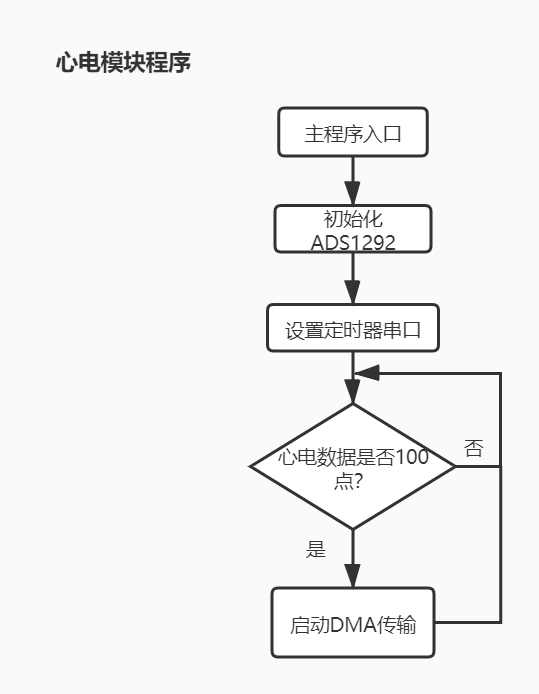 心电模块程序
主程序入口
初始化
ADS1292
设置定时器串口
心电数据是否100
点？
否
是
启动DMA传输